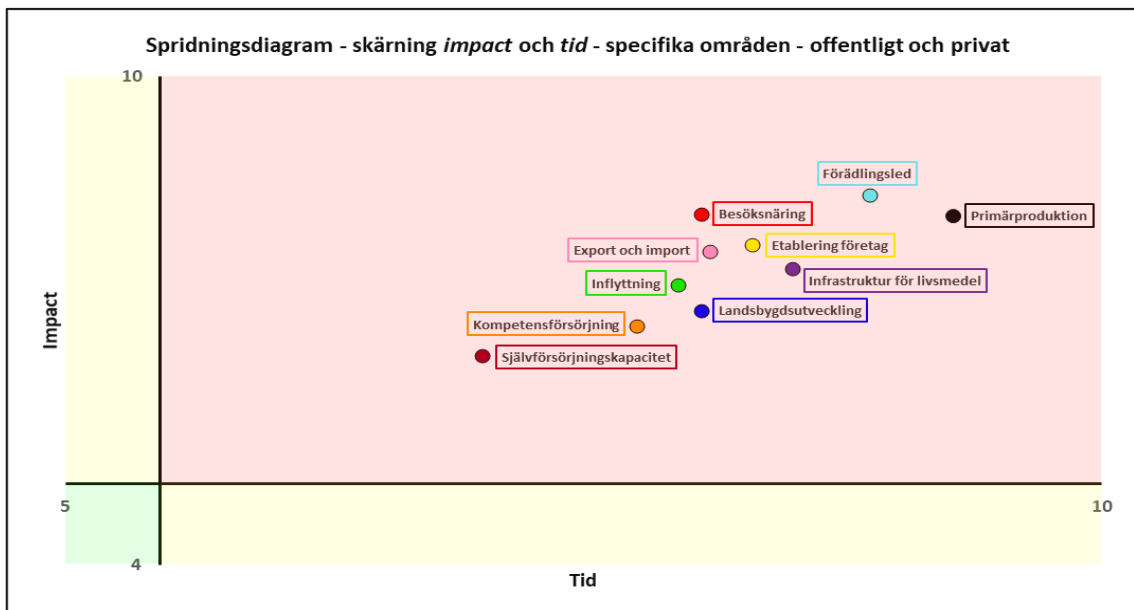 Spridningsdiagram - skärning impact och tid - specifika områden - offentligt och privat
10
Förädlingsled
Besöksnäring
Primärproduktion
Etablering företag
Export och import
Infrastruktur för livsmedel
Inflyttning
Landsbygdsutveckling
Kompetensförsörjning
Självförsörjningskapacitet
Impact
5
10
4
Tid